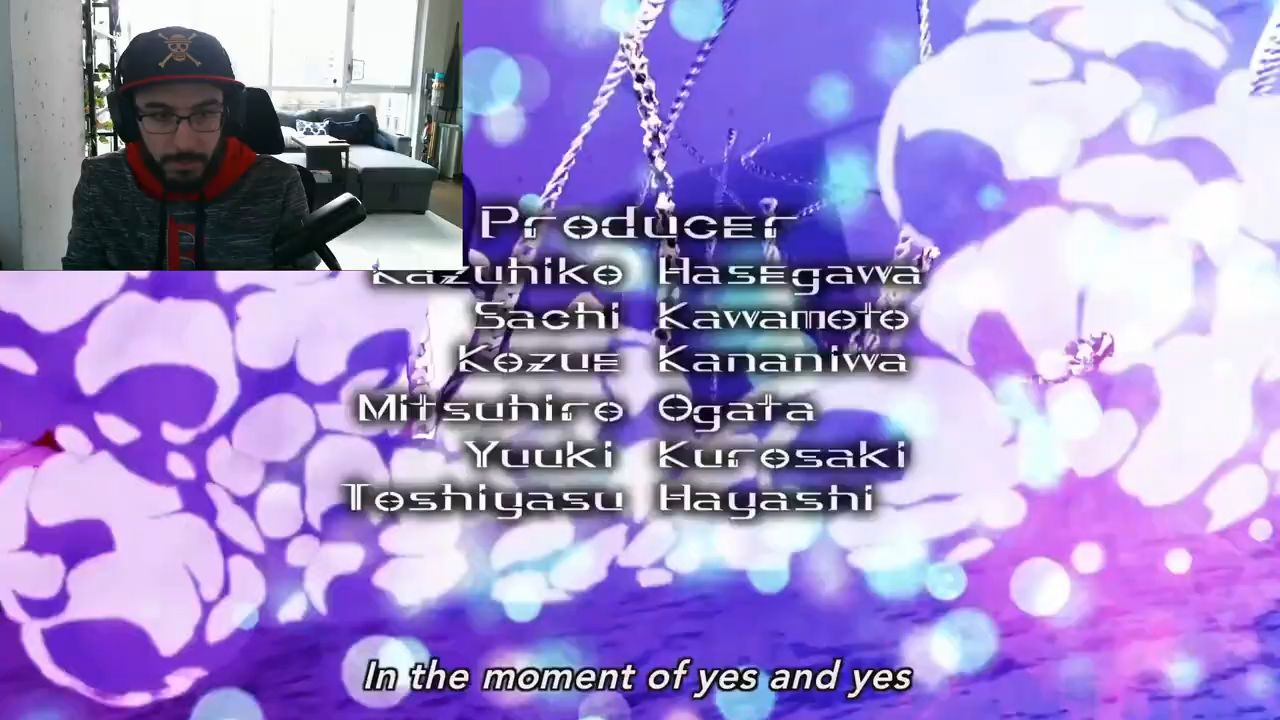 Producer
Kazuhiko Hasegawa
Sachi Kawamoto
Kozue Kananiwa
Mitsuhiro Ogata
Yuuki Kurosaki
Toshiyasu Hayashi
In the moment of yes and yes